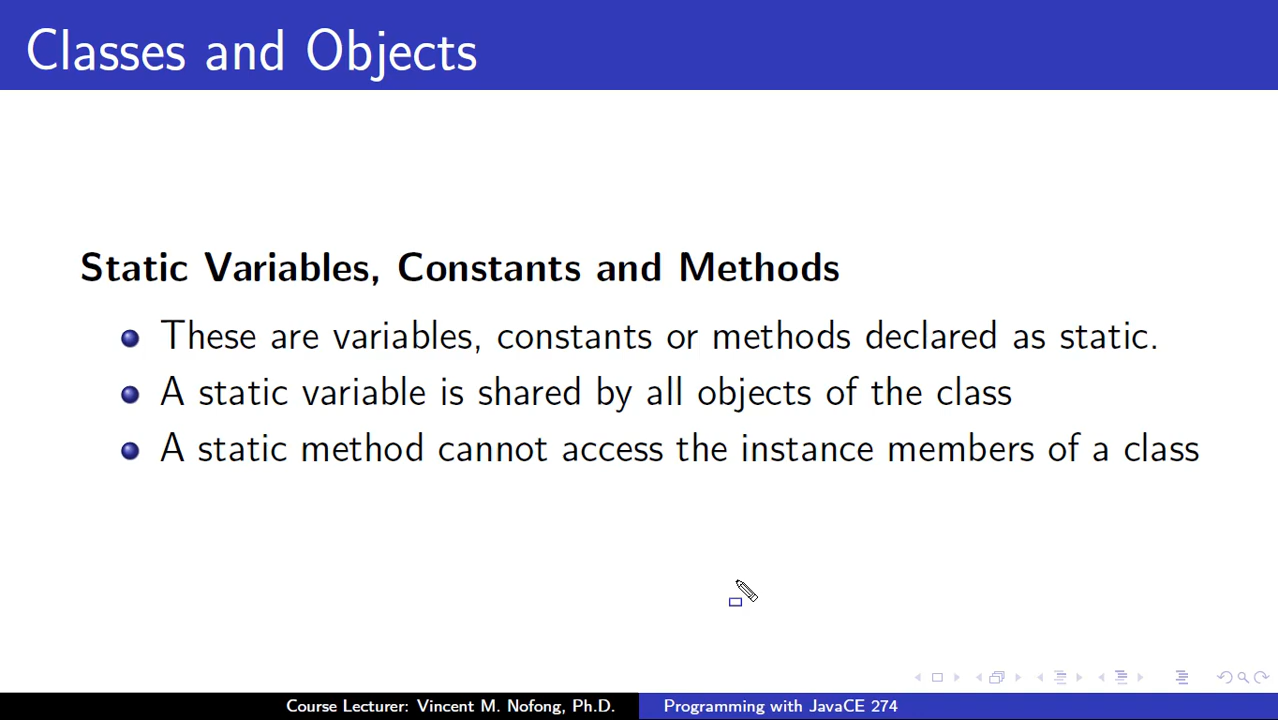 Classes and Objects
Static Variables, Constants and Methods
These are variables, constants or methods declared as static.
A static variable is shared by all objects of the class
A static method cannot access the instance members of a class
Course Lecturer: Vincent M. Nofong, Ph.D.
Programming with JavaCE 274